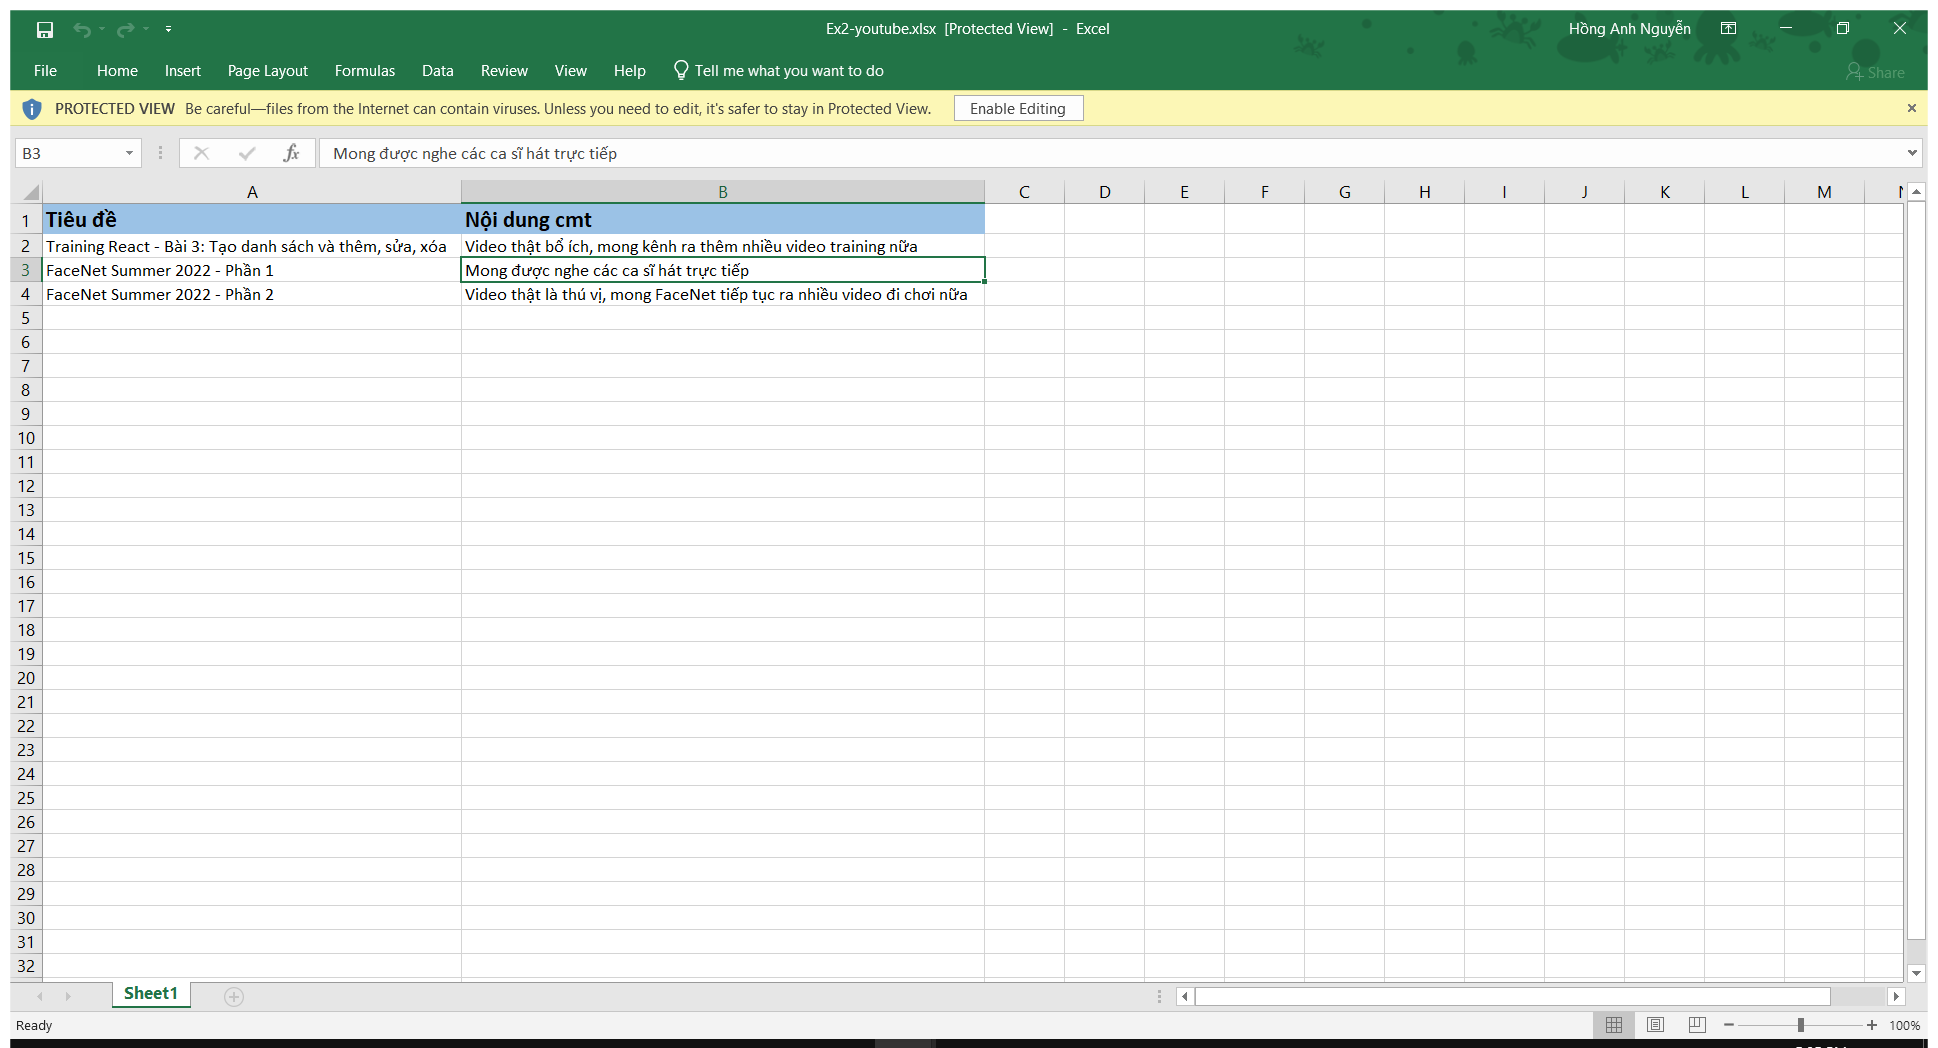 Ex2-youtube.xlsx [Protected View] - Excel
Hồng Anh Nguyễn
File Home Insert Page Layout Formulas Data Review View Help Tell me what you want to do
Share
PROTECTED VIEW Be careful—files from the Internet can contain viruses. Unless you need to edit, it's safer to stay in Protected View. Enable Editing
B3 fx Mong được nghe các ca sĩ hát trực tiếp
A B C D E F G H I J K L M
1 Tiêu đề Nội dung cmt
2 Training React - Bài 3: Tạo danh sách và thêm, sửa, xóa Video thật bổ ích, mong kênh ra thêm nhiều video training nữa
3 FaceNet Summer 2022 - Phần 1 Mong được nghe các ca sĩ hát trực tiếp
4 FaceNet Summer 2022 - Phần 2 Video thật là thú vị, mong FaceNet tiếp tục ra nhiều video đi chơi nữa
5
6
7
8
9
10
11
12
13
14
15
16
17
18
19
20
21
22
23
24
25
26
27
28
29
30
31
32
Sheet1
Ready
100%